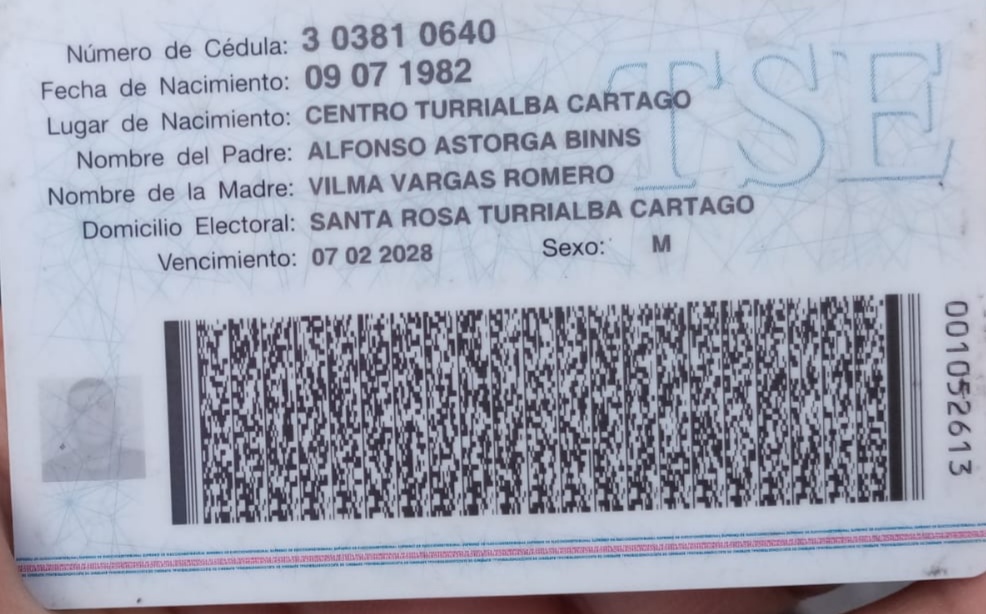 Número de Cédula: 3 0381 0640
Fecha de Nacimiento: 09 07 1982
Lugar de Nacimiento: CENTRO TURRIALBA CARTAGO
Nombre del Padre: ALFONSO ASTORGA BINNS
Nombre de la Madre: VILMA VARGAS ROMERO
Domicilio Electoral: SANTA ROSA TURRIALBA CARTAGO
Vencimiento: 07 02 2028 Sexo: M
TSE
001052613